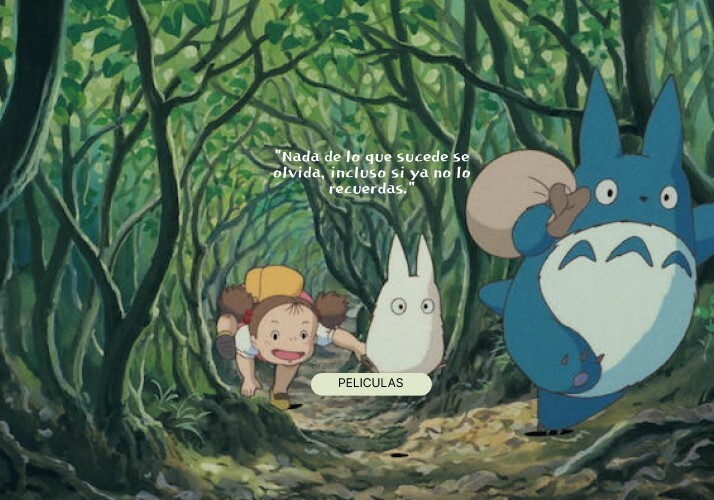 "Nada de lo que sucede se
olvida, incluso si ya no lo
recuerdas."
PELICULAS